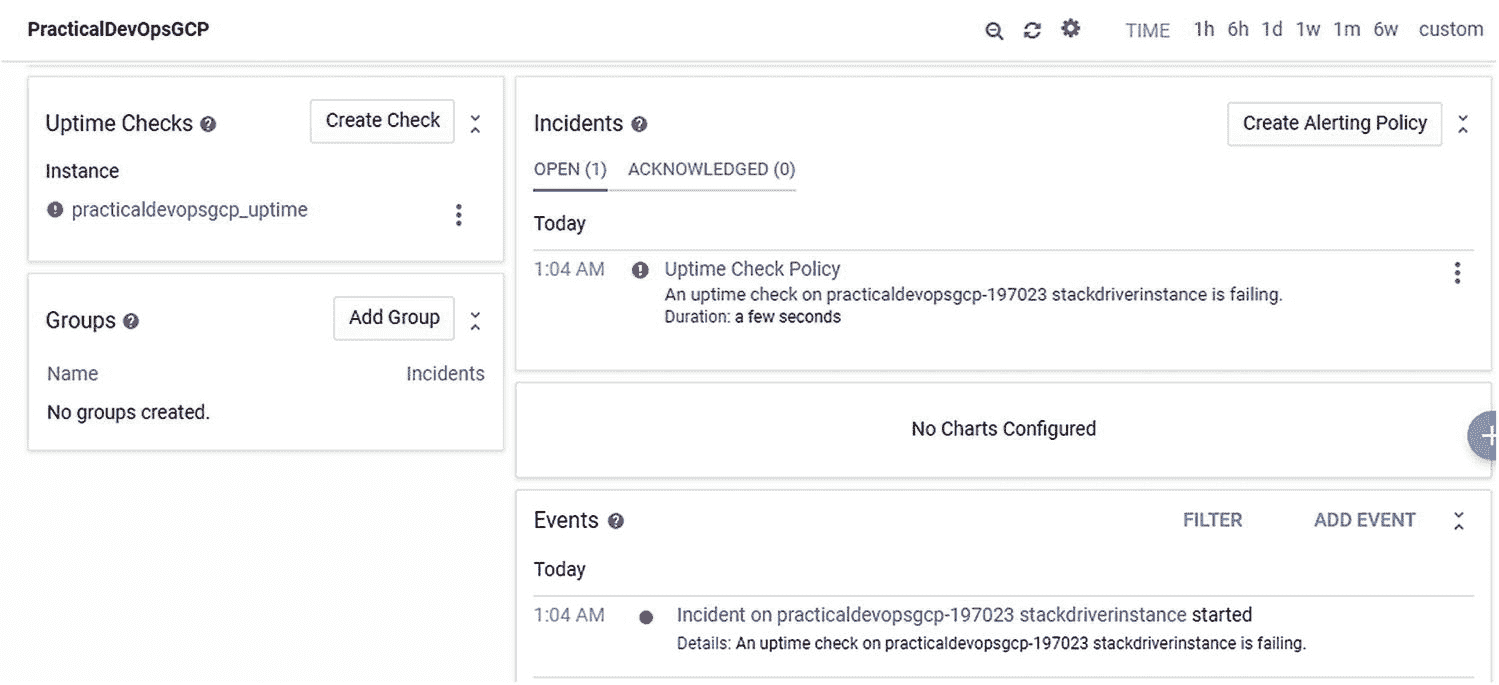 PracticalDevOpsGCP
TIME 1h 6h 1d 1w 1m 6w custom
Uptime Checks
Create Check
Instance
practicaldevopsgcp_uptime
Groups
Add Group
Name Incidents
No groups created.
Incidents
Create Alerting Policy
OPEN (1) ACKNOWLEDGED (0)
Today
1:04 AM Uptime Check Policy
An uptime check on practicaldevopsgcp-197023 stackdriverinstance is failing.
Duration: a few seconds
No Charts Configured
Events
FILTER ADD EVENT
Today
1:04 AM Incident on practicaldevopsgcp-197023 stackdriverinstance started
Details: An uptime check on practicaldevopsgcp-197023 stackdriverinstance is failing.